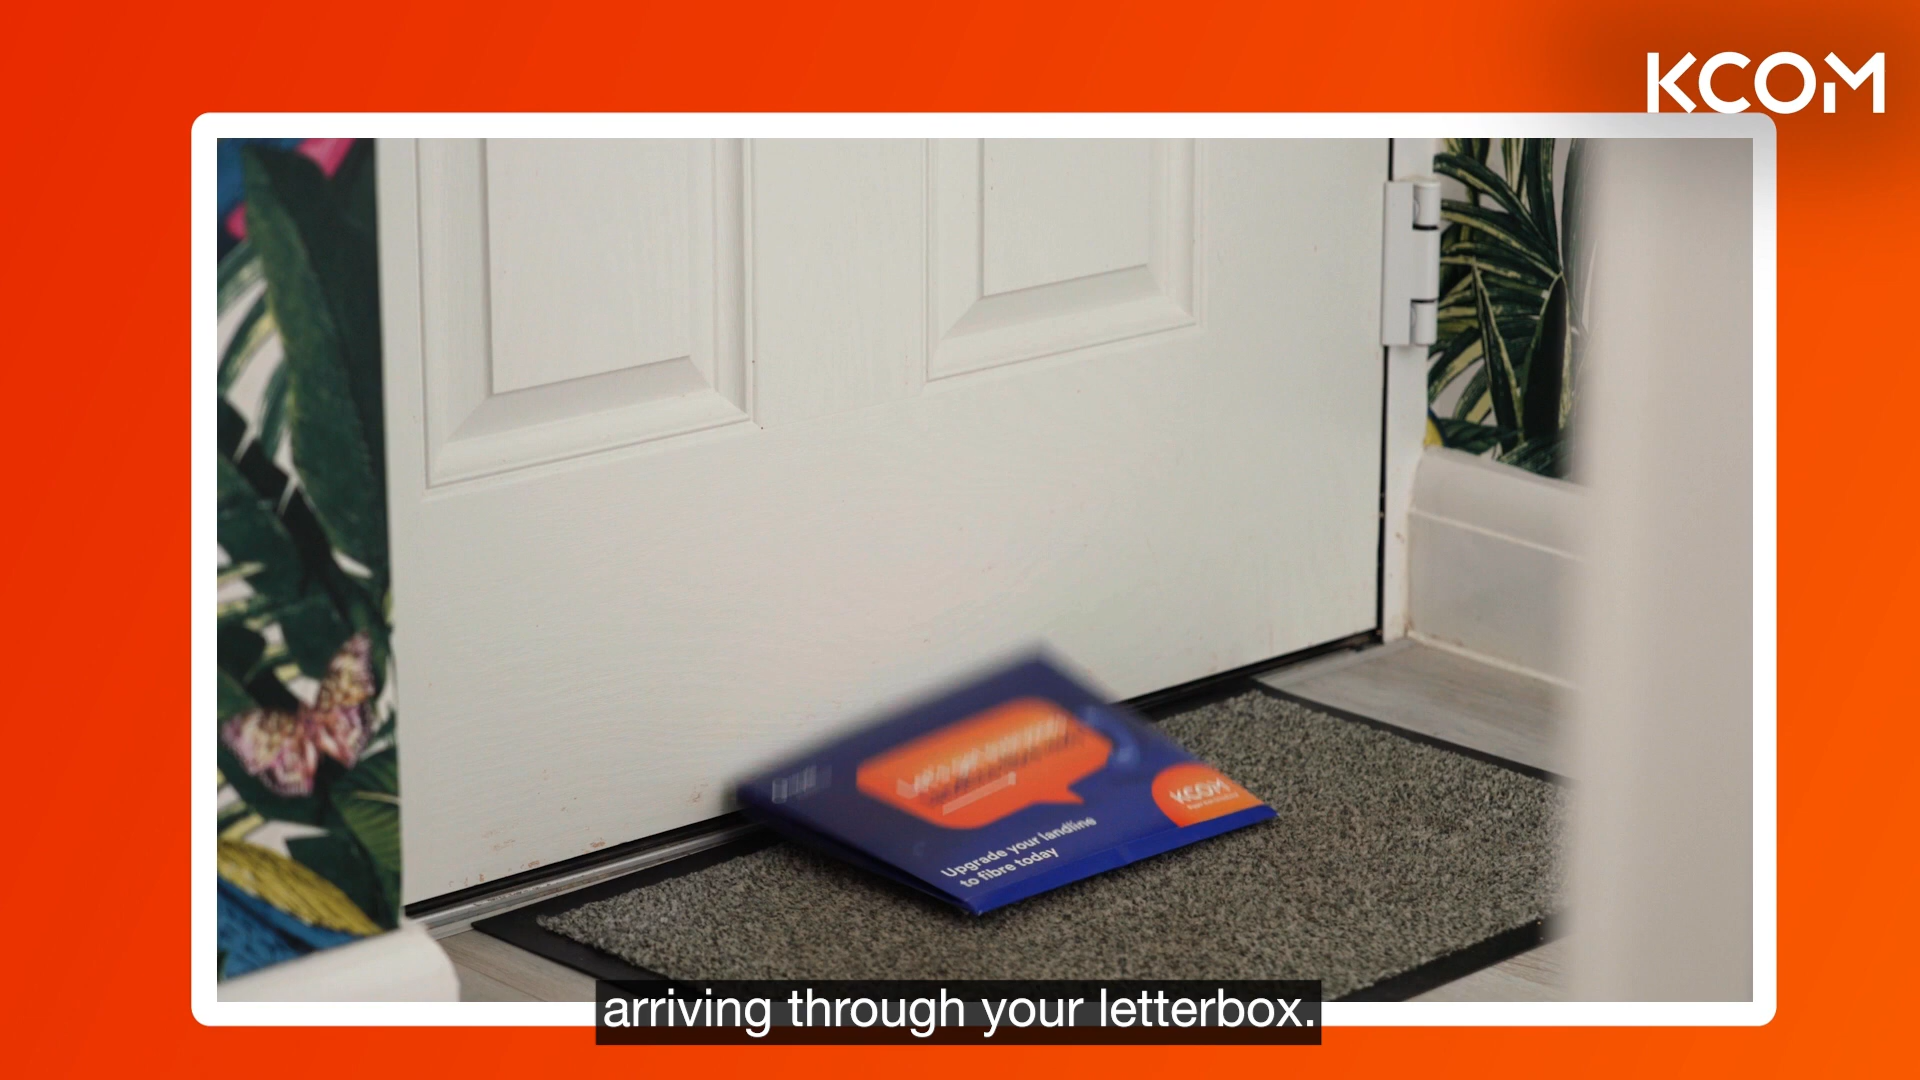 KCOM
KCOM
Upgrade your landline
to fibre today
arriving through your letterbox.